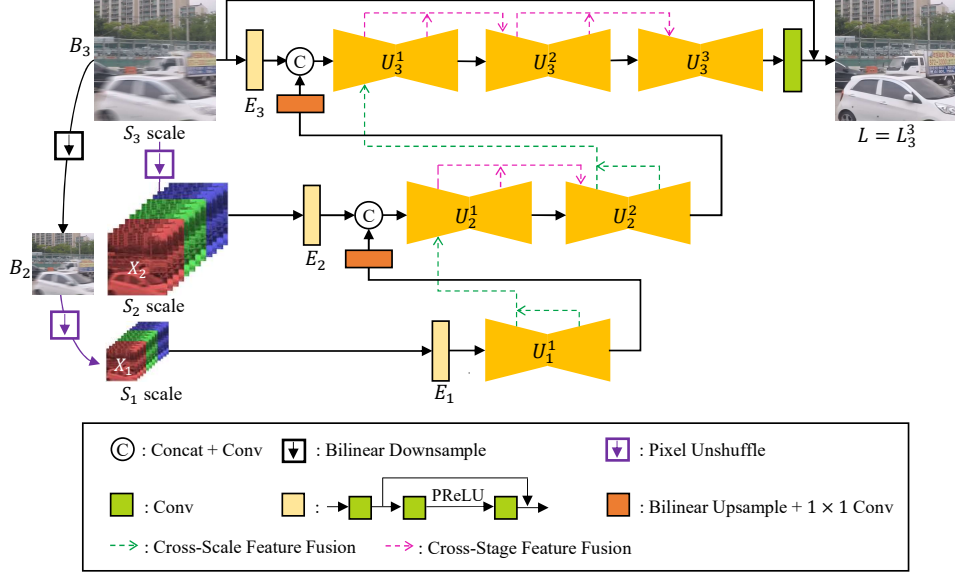 B₃
E₃
C
U₃¹
U₃²
U₃³
L = L₃³
S₃ scale
B₂
X₂
S₂ scale
E₂
C
U₂¹
U₂²
X₁
S₁ scale
E₁
U₁¹
C : Concat + Conv
: Bilinear Downsample
: Pixel Unshuffle
: Conv
: PReLU
: Bilinear Upsample + 1 × 1 Conv
: Cross-Scale Feature Fusion
: Cross-Stage Feature Fusion